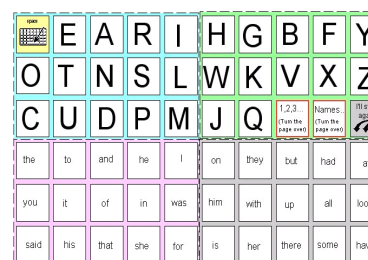 space E A R I H G B F Y
O T N S L W K V X Z
C U D P M J Q 1,2,3... Names..
(Turn the page over) (Turn the page over)
the to and he I on they but had
you it of in was him with up all
said his that she for is her there some